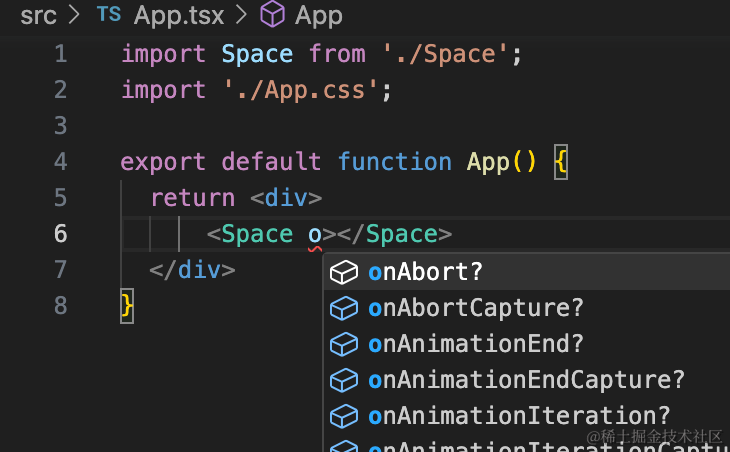 src > TS App.tsx > App
1 import Space from './Space';
2 import './App.css';
3
4 export default function App() {
5 return <div>
6 <Space o></Space>
onAbort?
7 </div>
onAbortCapture?
8 }
onAnimationEnd?
onAnimationEndCapture?
onAnimationIteration?
onAnimationIterationCaptu
@稀土掘金技术社区